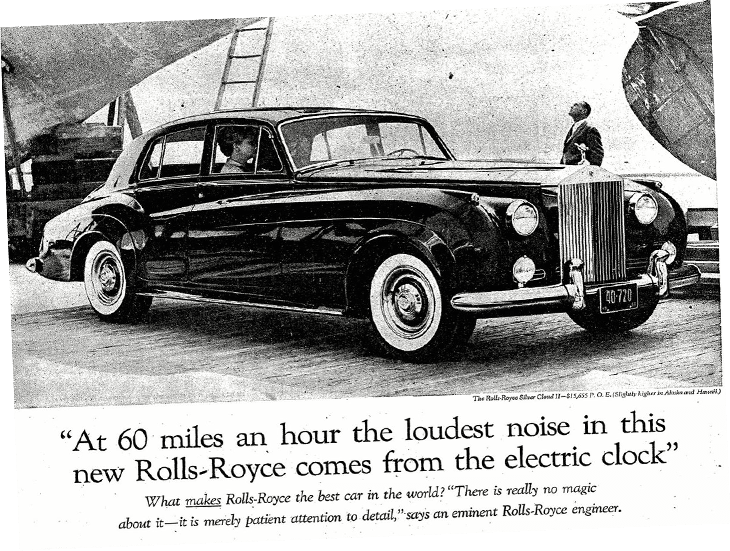 40-720
The Rolls-Royce Silver Cloud II—$15,655 P. O. E. (Slightly higher in Alaska and Hawaii.)
“At 60 miles an hour the loudest noise in this
new Rolls-Royce comes from the electric clock”
What makes Rolls-Royce the best car in the world? “There is really no magic
about it—it is merely patient attention to detail,” says an eminent Rolls-Royce engineer.